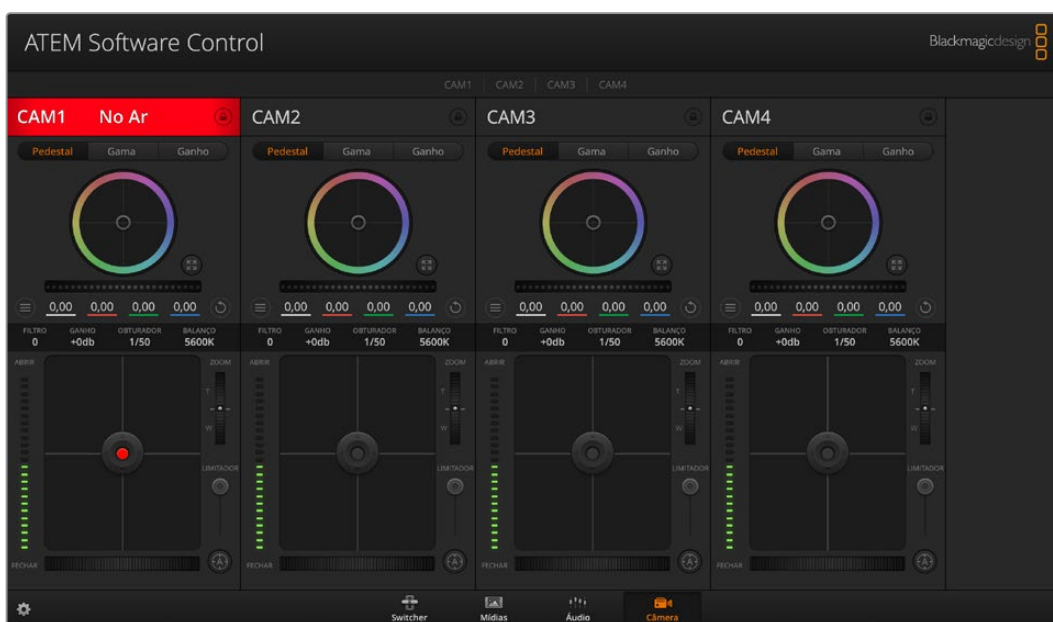 ATEM Software Control
Blackmagicdesign
CAM1 CAM2 CAM3 CAM4
CAM1 No Ar CAM2 CAM3 CAM4
Pedestal Gama Ganho Pedestal Gama Ganho Pedestal Gama Ganho Pedestal Gama Ganho
0,00 0,00 0,00 0,00 0,00 0,00 0,00 0,00 0,00 0,00 0,00 0,00 0,00 0,00 0,00 0,00
FILTRO GANHO OBTURADOR BALANÇO FILTRO GANHO OBTURADOR BALANÇO FILTRO GANHO OBTURADOR BALANÇO FILTRO GANHO OBTURADOR BALANÇO
0 +0db 1/50 5600K 0 +0db 1/50 5600K 0 +0db 1/50 5600K 0 +0db 1/50 5600K
ABRIR ZOOM ABRIR ZOOM ABRIR ZOOM ABRIR ZOOM
T T T T
W W W W
LIMITADOR LIMITADOR LIMITADOR LIMITADOR
A A A A
FECHAR FECHAR FECHAR FECHAR
Switcher Mídias Áudio Câmera